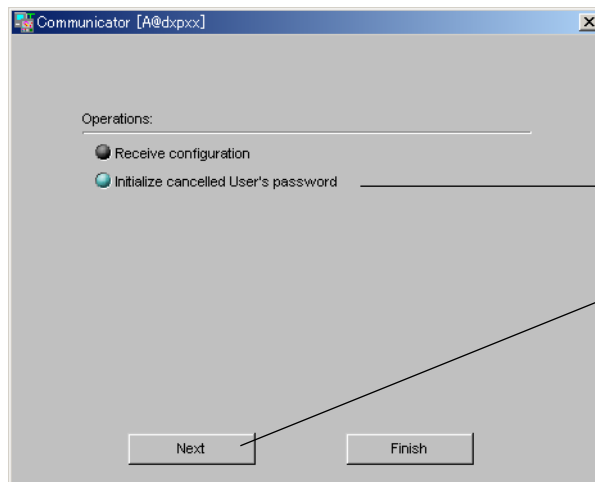 Communicator [A@dxpxx]
Operations:
Receive configuration
Initialize cancelled User's password
Next
Finish